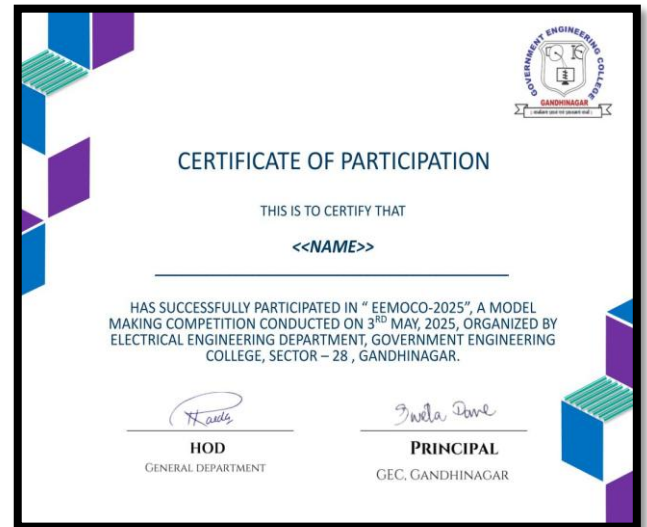 GOVERNMENT ENGINEERING COLLEGE
GANDHINAGAR
CERTIFICATE OF PARTICIPATION
THIS IS TO CERTIFY THAT
<<NAME>>
HAS SUCCESSFULLY PARTICIPATED IN “ EEMOCO-2025”, A MODEL
MAKING COMPETITION CONDUCTED ON 3RD MAY, 2025, ORGANIZED BY
ELECTRICAL ENGINEERING DEPARTMENT, GOVERNMENT ENGINEERING
COLLEGE, SECTOR – 28 , GANDHINAGAR.
Swela Dave
HOD
GENERAL DEPARTMENT
PRINCIPAL
GEC, GANDHINAGAR